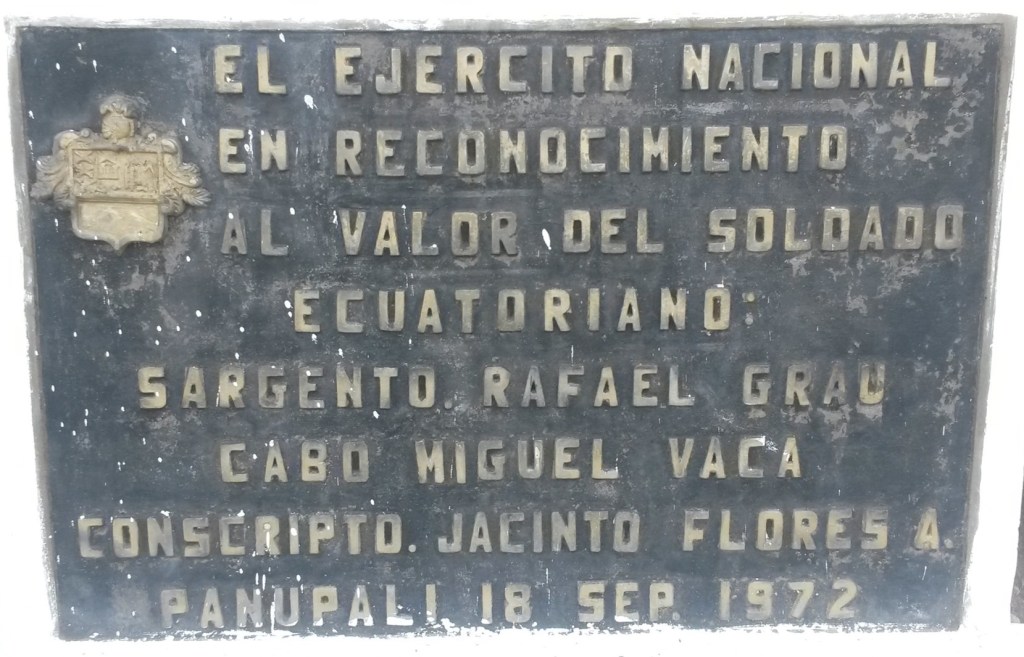 EL EJERCITO NACIONAL
EN RECONOCIMIENTO
AL VALOR DEL SOLDADO
ECUATORIANO:
SARGENTO. RAFAEL GRAU
CABO MIGUEL VACA
CONSCRIPTO. JACINTO FLORES A.
PANUPALI 18 SEP. 1972